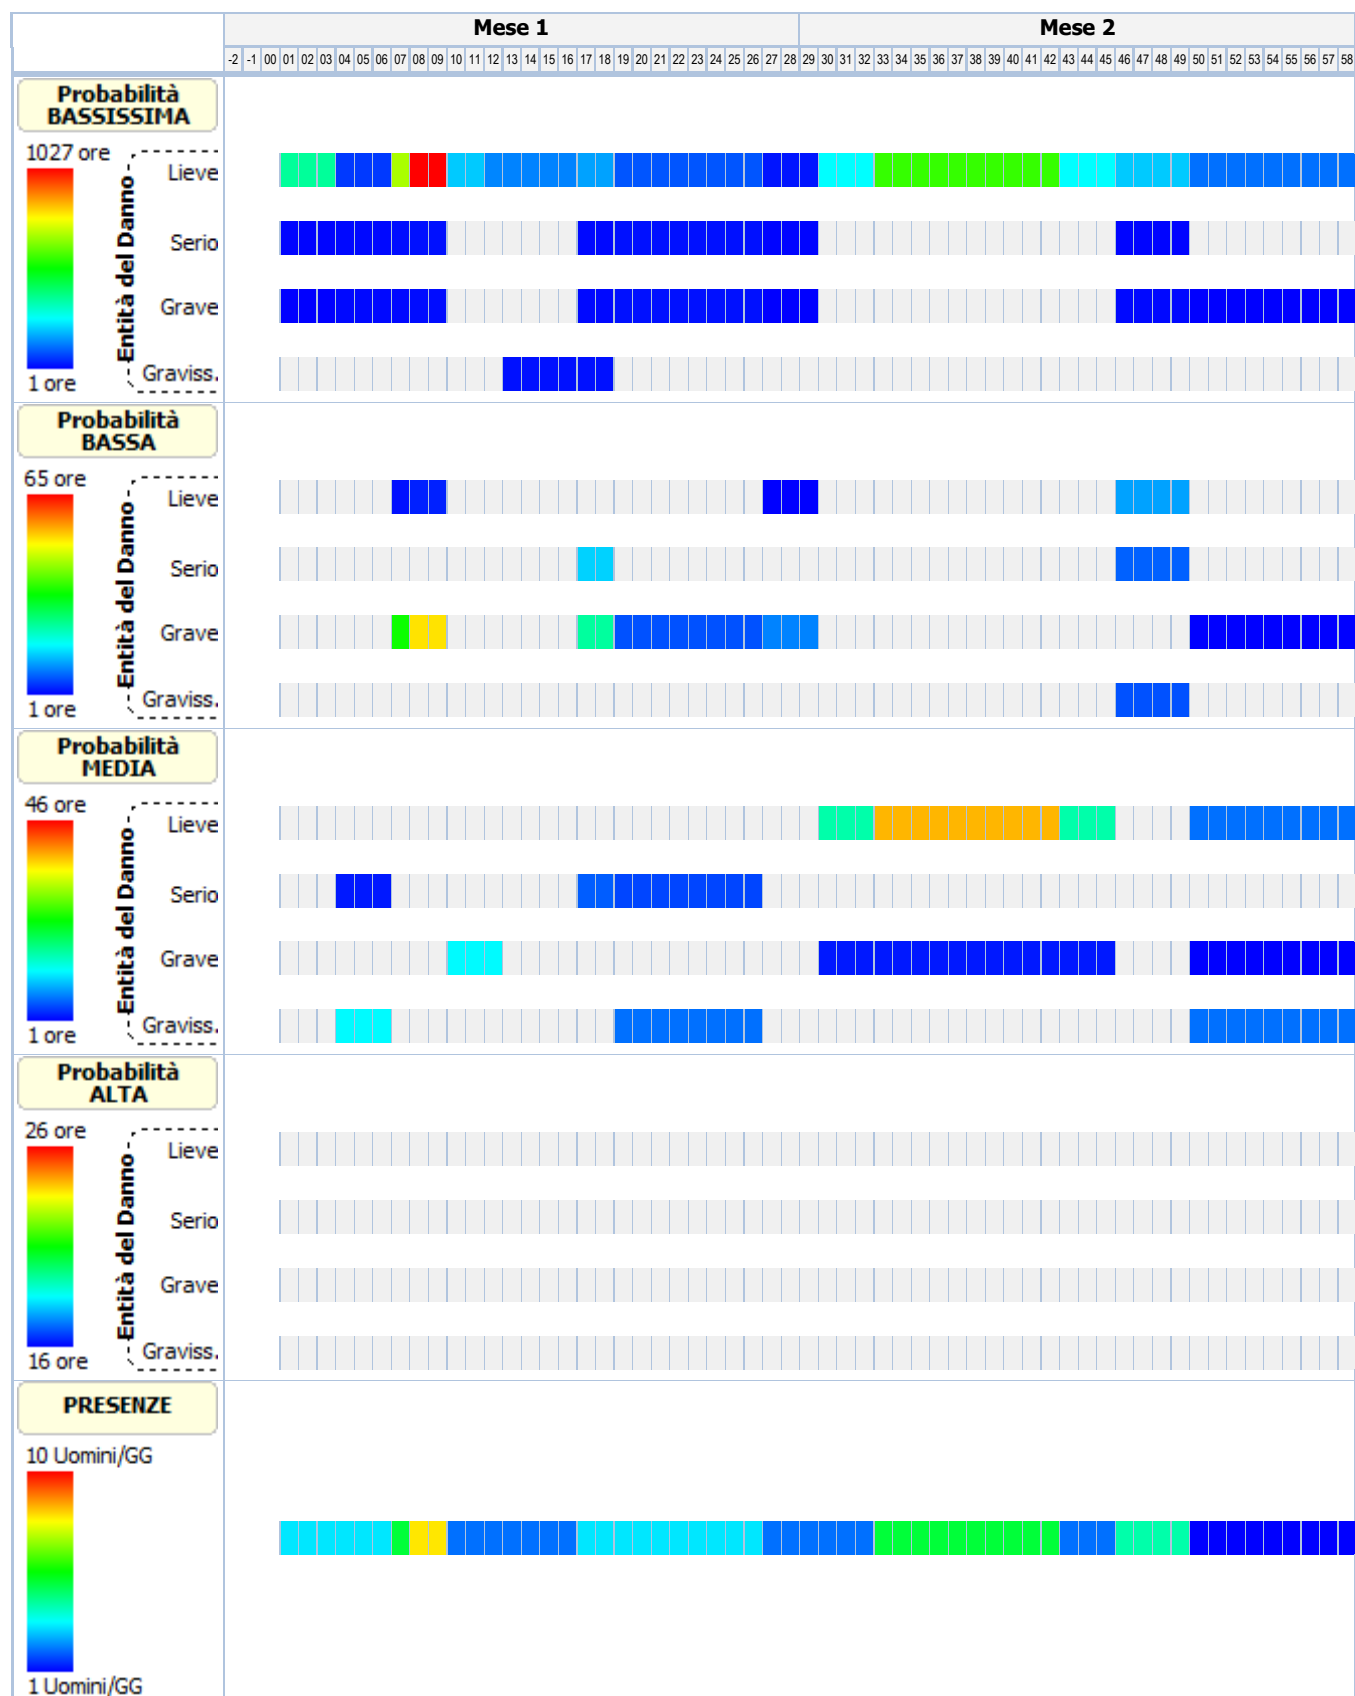 Mese 1 Mese 2
-2 -1 00 01 02 03 04 05 06 07 08 09 10 11 12 13 14 15 16 17 18 19 20 21 22 23 24 25 26 27 28 29 30 31 32 33 34 35 36 37 38 39 40 41 42 43 44 45 46 47 48 49 50 51 52 53 54 55 56 57 58
Probabilità
BASSISSIMA
1027 ore
Entità del Danno
Lieve
Serio
Grave
Graviss.
1 ore
Probabilità
BASSA
65 ore
Entità del Danno
Lieve
Serio
Grave
Graviss.
1 ore
Probabilità
MEDIA
46 ore
Entità del Danno
Lieve
Serio
Grave
Graviss.
1 ore
Probabilità
ALTA
26 ore
Entità del Danno
Lieve
Serio
Grave
Graviss.
16 ore
PRESENZE
10 Uomini/GG
1 Uomini/GG